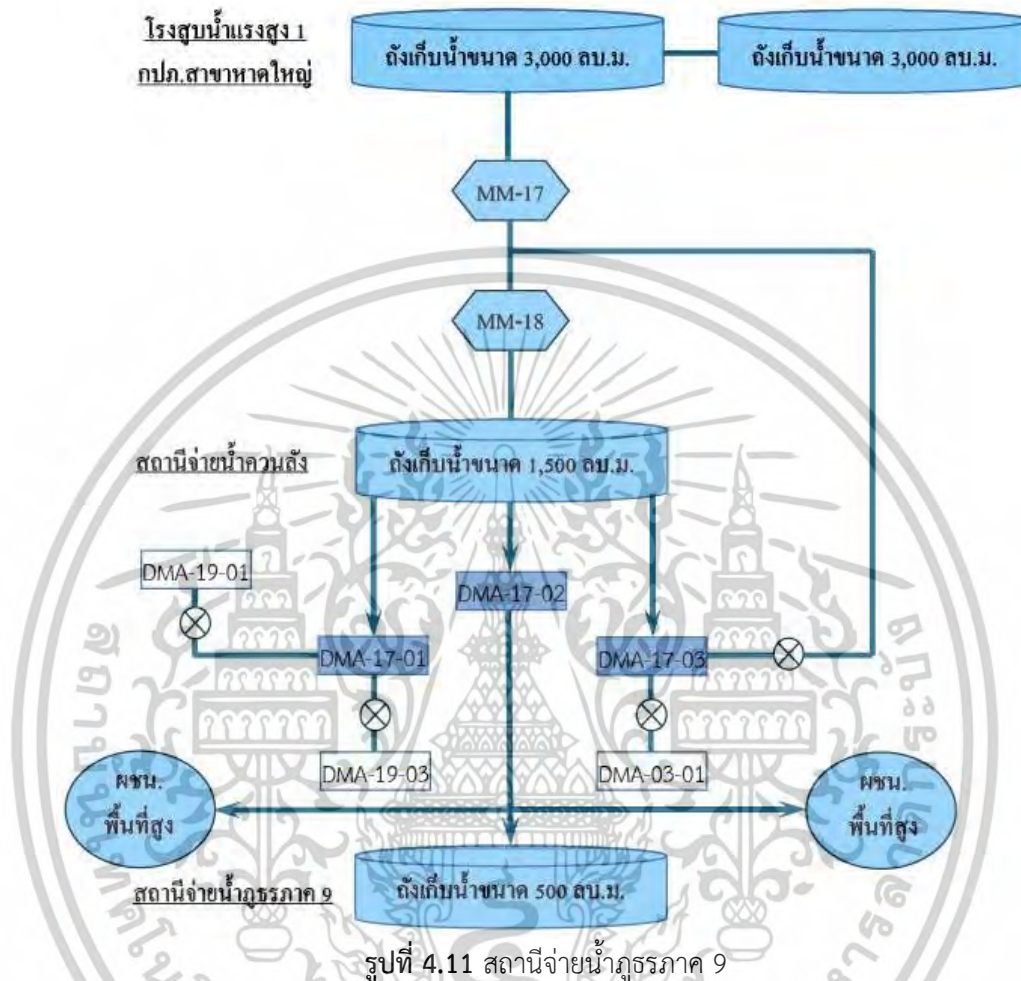 โรงสูบน้ำแรงสูง 1
กปภ.สาขาหาดใหญ่
ถังเก็บน้ำขนาด 3,000 ลบ.ม.
ถังเก็บน้ำขนาด 3,000 ลบ.ม.
MM-17
MM-18
สถานีจ่ายน้ำควนลัง
ถังเก็บน้ำขนาด 1,500 ลบ.ม.
DMA-19-01
DMA-17-02
DMA-17-01
DMA-17-03
DMA-19-03
DMA-03-01
ผชน.
พื้นที่สูง
ผชน.
พื้นที่สูง
สถานีจ่ายน้ำภูธรภาค 9
ถังเก็บน้ำขนาด 500 ลบ.ม.
รูปที่ 4.11 สถานีจ่ายน้ำภูธรภาค 9